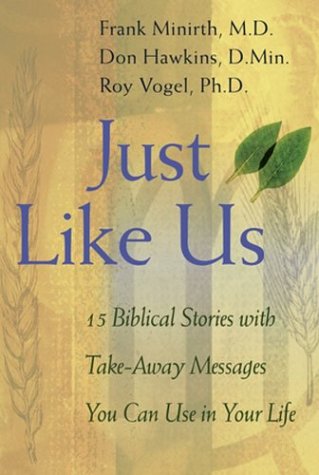 Frank Minirth, M.D.
Don Hawkins, D.Min.
Roy Vogel, Ph.D.
Just
Like Us
15 Biblical Stories with
Take-Away Messages
You Can Use in Your Life